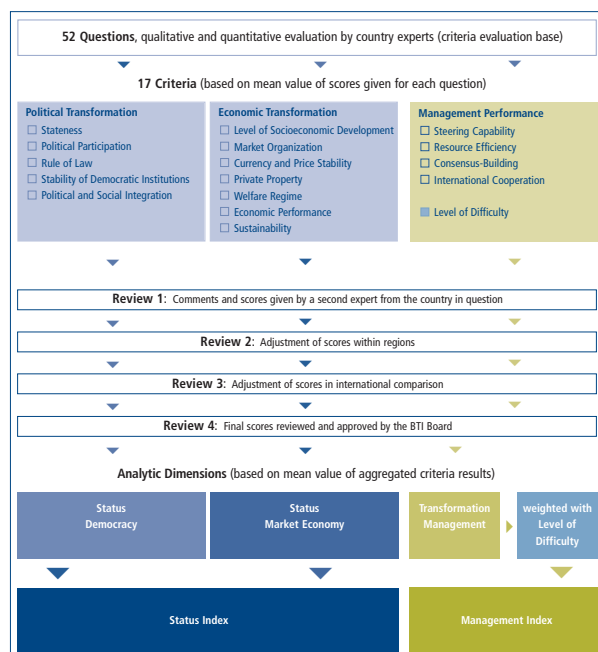 52 Questions, qualitative and quantitative evaluation by country experts (criteria evaluation base)
17 Criteria (based on mean value of scores given for each question)
Political Transformation
Stateness
Political Participation
Rule of Law
Stability of Democratic Institutions
Political and Social Integration
Economic Transformation
Level of Socioeconomic Development
Market Organization
Currency and Price Stability
Private Property
Welfare Regime
Economic Performance
Sustainability
Management Performance
Steering Capability
Resource Efficiency
Consensus-Building
International Cooperation
Level of Difficulty
Review 1: Comments and scores given by a second expert from the country in question
Review 2: Adjustment of scores within regions
Review 3: Adjustment of scores in international comparison
Review 4: Final scores reviewed and approved by the BTI Board
Analytic Dimensions (based on mean value of aggregated criteria results)
Status
Democracy
Status
Market Economy
Transformation
Management
weighted with
Level of
Difficulty
Status Index
Management Index